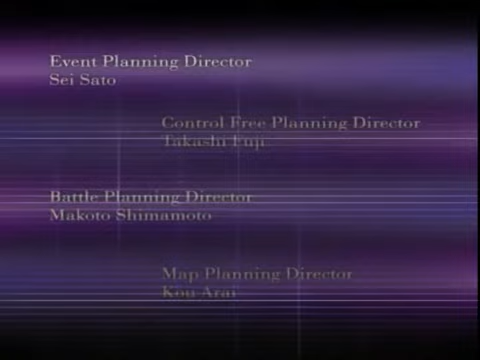 Event Planning Director
Sei Sato
Control Free Planning Director
Takashi Fuji
Battle Planning Director
Makoto Shimamoto
Map Planning Director
Kou Arai